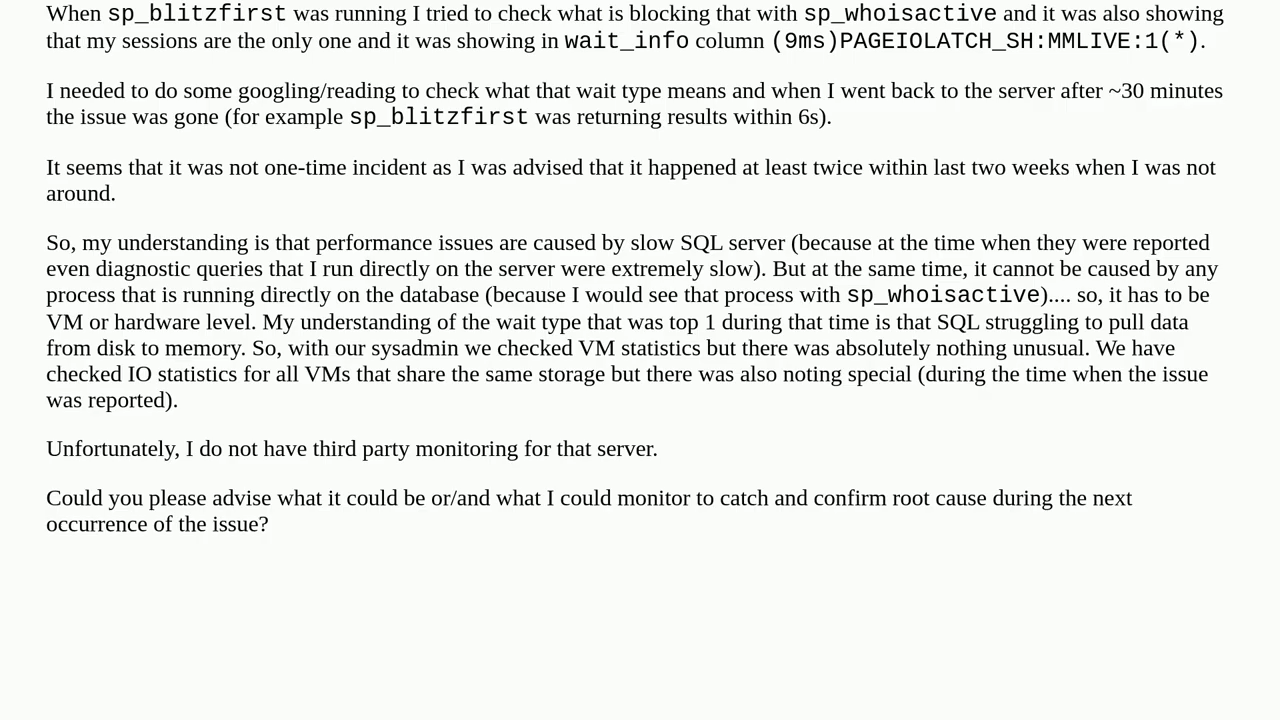 When sp_blitzfirst was running I tried to check what is blocking that with sp_whoisactive and it was also showing
that my sessions are the only one and it was showing in wait_info column (9ms)PAGEIOLATCH_SH:MMLIVE:1(*).
I needed to do some googling/reading to check what that wait type means and when I went back to the server after ~30 minutes
the issue was gone (for example sp_blitzfirst was returning results within 6s).
It seems that it was not one-time incident as I was advised that it happened at least twice within last two weeks when I was not
around.
So, my understanding is that performance issues are caused by slow SQL server (because at the time when they were reported
even diagnostic queries that I run directly on the server were extremely slow). But at the same time, it cannot be caused by any
process that is running directly on the database (because I would see that process with sp_whoisactive).... so, it has to be
VM or hardware level. My understanding of the wait type that was top 1 during that time is that SQL struggling to pull data
from disk to memory. So, with our sysadmin we checked VM statistics but there was absolutely nothing unusual. We have
checked IO statistics for all VMs that share the same storage but there was also noting special (during the time when the issue
was reported).
Unfortunately, I do not have third party monitoring for that server.
Could you please advise what it could be or/and what I could monitor to catch and confirm root cause during the next
occurrence of the issue?